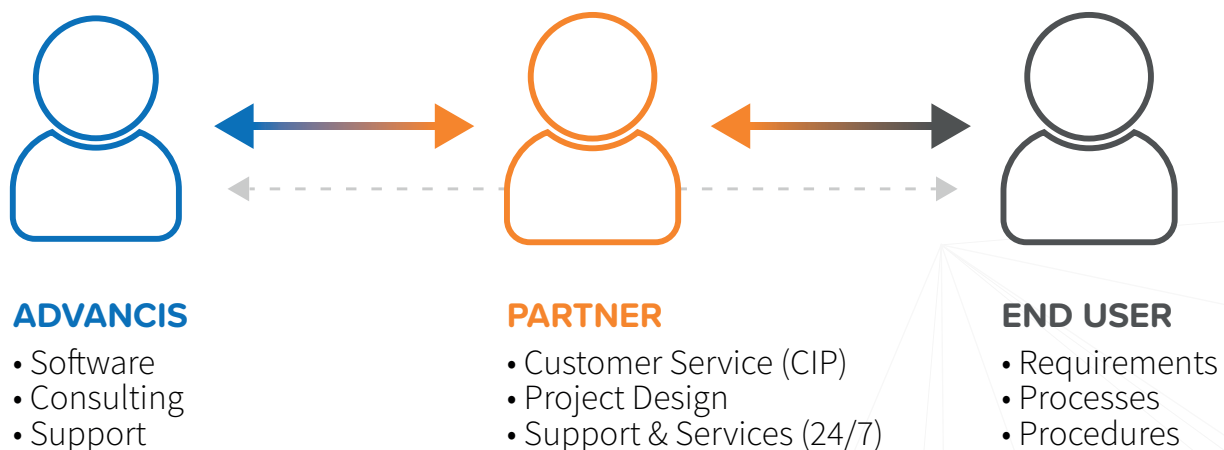 ADVANCIS
• Software
• Consulting
• Support
PARTNER
• Customer Service (CIP)
• Project Design
• Support & Services (24/7)
END USER
• Requirements
• Processes
• Procedures